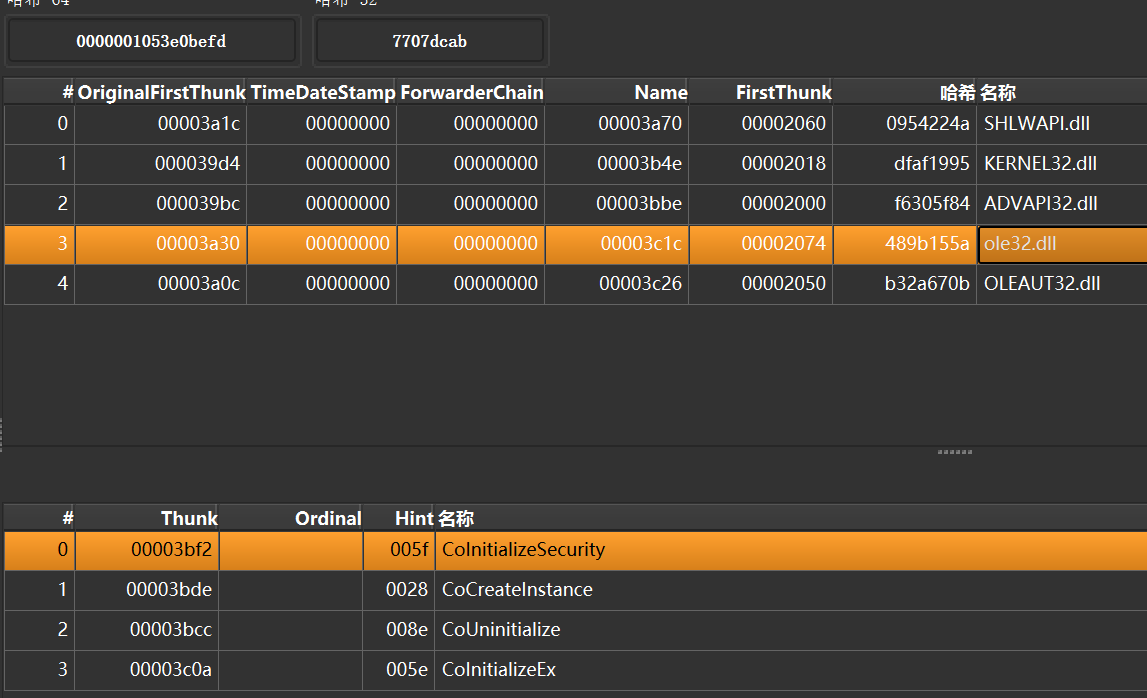 哈希 64 哈希 32
0000001053e0befd 7707dcab
# OriginalFirstThunk TimeDateStamp ForwarderChain Name FirstThunk 哈希 名称
0 00003a1c 00000000 00000000 00003a70 00002060 0954224a SHLWAPI.dll
1 000039d4 00000000 00000000 00003b4e 00002018 dfaf1995 KERNEL32.dll
2 000039bc 00000000 00000000 00003bbe 00002000 f6305f84 ADVAPI32.dll
3 00003a30 00000000 00000000 00003c1c 00002074 489b155a ole32.dll
4 00003a0c 00000000 00000000 00003c26 00002050 b32a670b OLEAUT32.dll
# Thunk Ordinal Hint 名称
0 00003bf2 005f CoInitializeSecurity
1 00003bde 0028 CoCreateInstance
2 00003bcc 008e CoUninitialize
3 00003c0a 005e CoInitializeEx